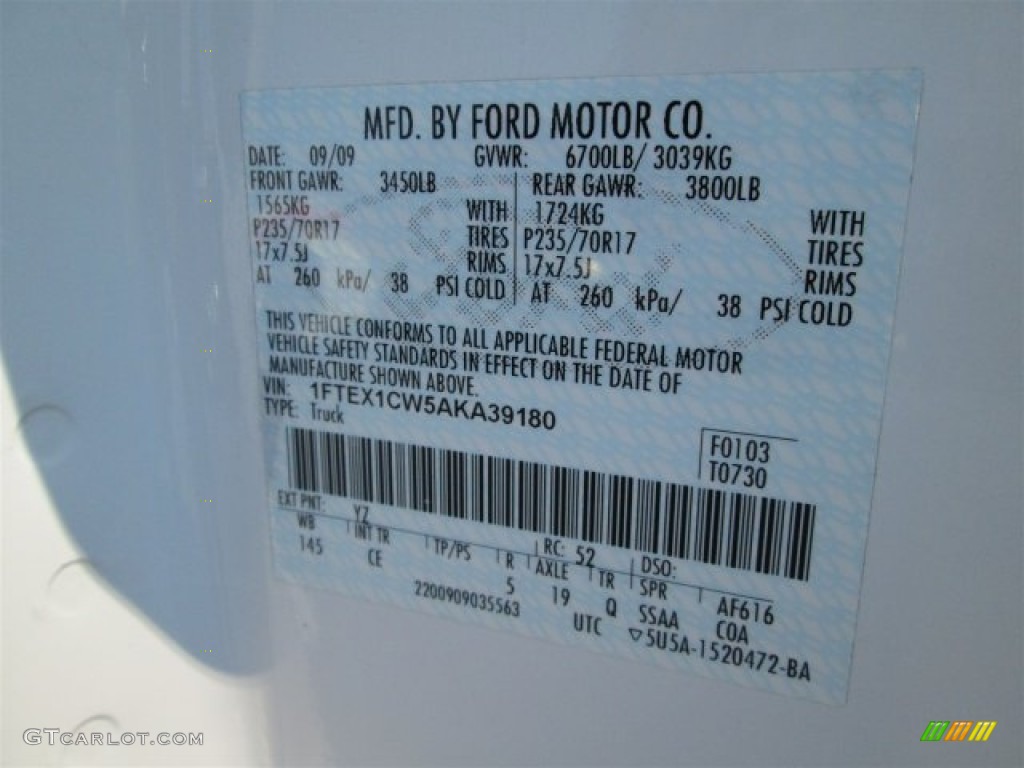 MFD. BY FORD MOTOR CO.
DATE: 09/09 GVWR: 6700LB/ 3039KG
FRONT GAWR: 3450LB REAR GAWR: 3800LB
1565KG WITH 1724KG WITH
P235/70R17 TIRES P235/70R17 TIRES
17x7.5J RIMS 17x7.5J RIMS
AT 260 kPa/ 38 PSI COLD AT 260 kPa/ 38 PSI COLD
THIS VEHICLE CONFORMS TO ALL APPLICABLE FEDERAL MOTOR
VEHICLE SAFETY STANDARDS IN EFFECT ON THE DATE OF
MANUFACTURE SHOWN ABOVE.
VIN: 1FTEX1CW5AKA39180
TYPE: Truck
F0103
T0730
EXT PNT: YZ RC: 52 DSO:
WB INT TR TP/PS R AXLE TR SPR AF616
145 CE 5 19 Q SSAA COA
2200909035563 UTC ▽5U5A-1520472-BA
GTCARLOT.COM